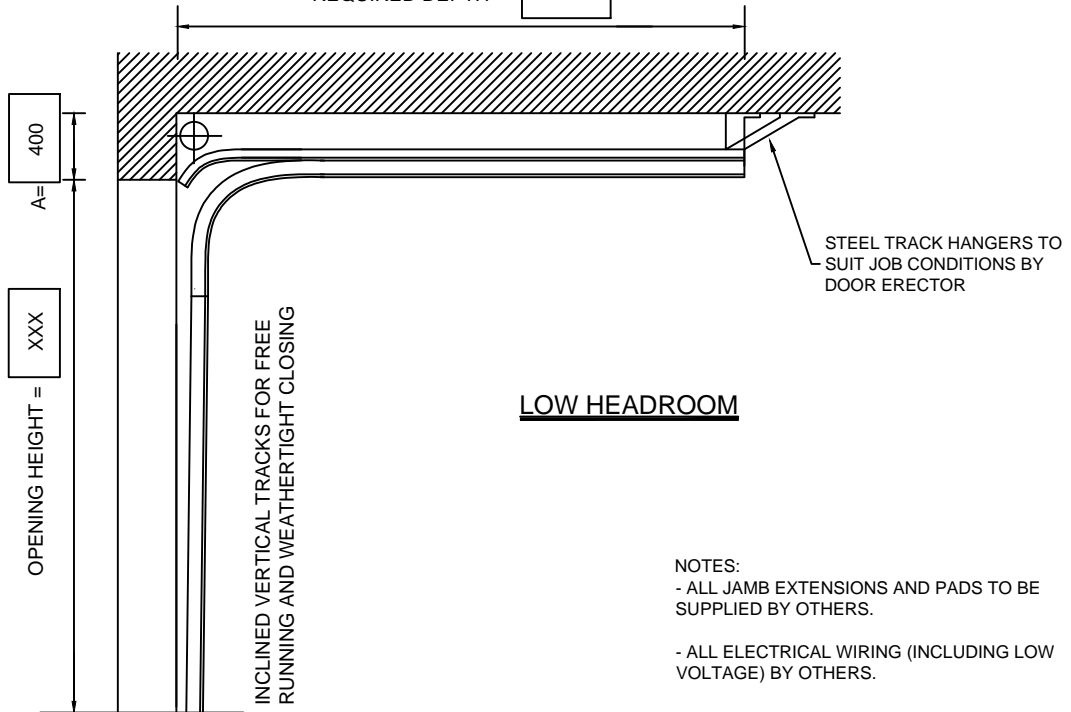 REQUIRED DEPTH
A= 400
OPENING HEIGHT = XXX
INCLINED VERTICAL TRACKS FOR FREE
RUNNING AND WEATHERTIGHT CLOSING
STEEL TRACK HANGERS TO
SUIT JOB CONDITIONS BY
DOOR ERECTOR
LOW HEADROOM
NOTES:
- ALL JAMB EXTENSIONS AND PADS TO BE
SUPPLIED BY OTHERS.
- ALL ELECTRICAL WIRING (INCLUDING LOW
VOLTAGE) BY OTHERS.